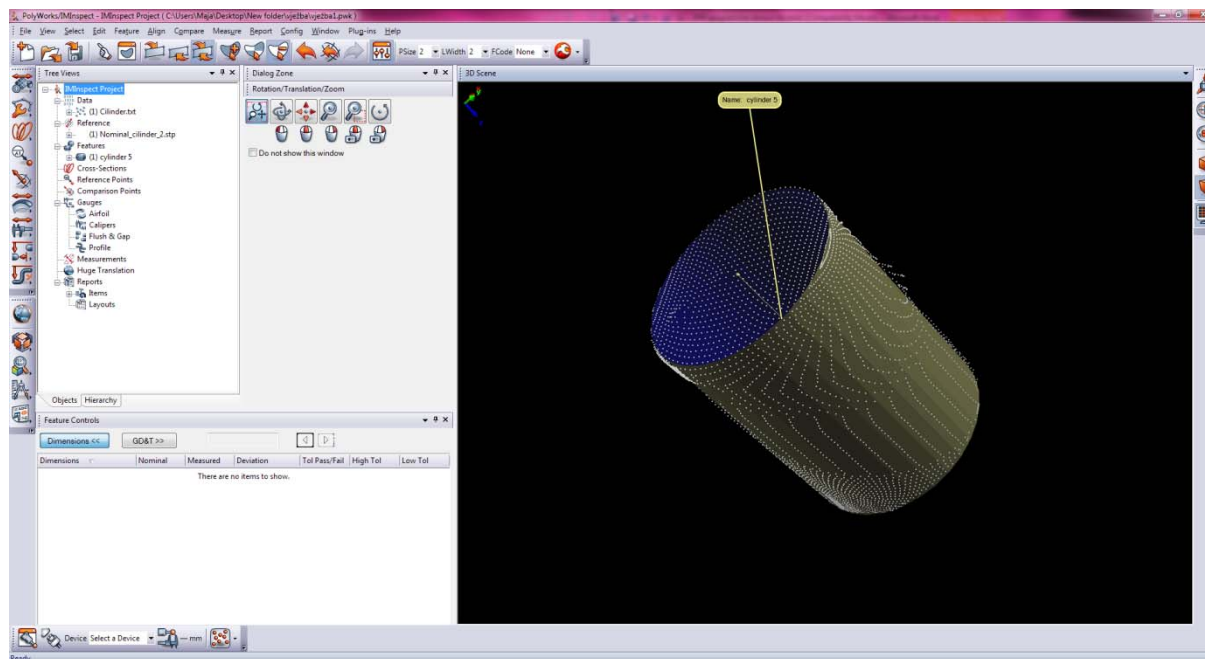 PolyWorks/IMInspect - IMInspect Project ( C:\Users\Maja\Desktop\New folder\vježba\vjezba1.pwk )
File View Select Edit Feature Align Compare Measure Report Config Window Plug-ins Help
PSize 2 LWidth 2 FCode None
Tree Views
IMInspect Project
Data
(1) Cilinder.txt
Reference
(1) Nominal_cilinder_2.stp
Features
(1) cylinder 5
Cross-Sections
Reference Points
Comparison Points
Gauges
Airfoil
Calipers
Flush & Gap
Profile
Measurements
Huge Translation
Reports
Items
Layouts
Objects Hierarchy
Dialog Zone
Rotation/Translation/Zoom
Do not show this window
3D Scene
Name: cylinder 5
Feature Controls
Dimensions << GD&T >>
Dimensions Nominal Measured Deviation Tol Pass/Fail High Tol Low Tol
There are no items to show.
Device Select a Device --- mm
Ready